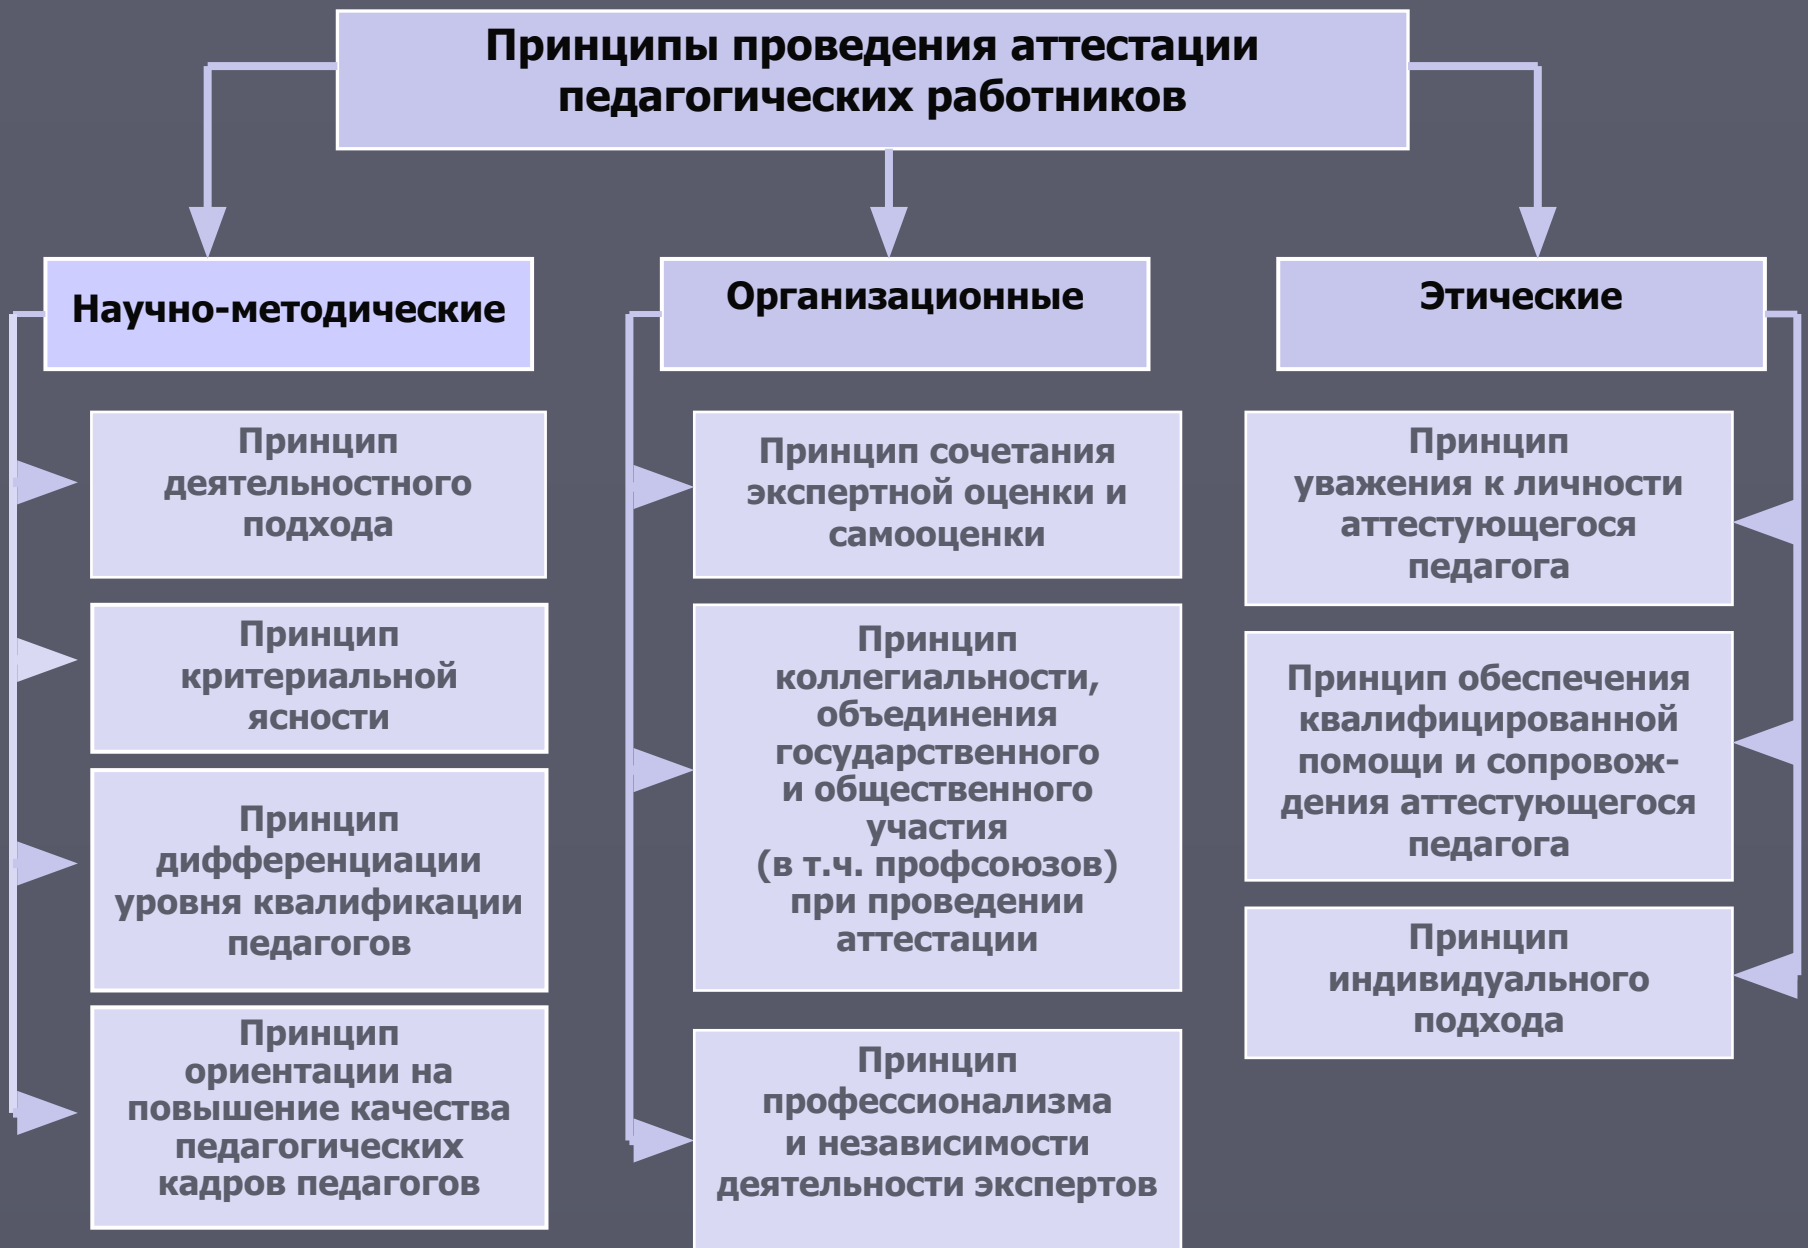 Принципы проведения аттестации
педагогических работников
Научно-методические
Принцип
деятельностного
подхода
Принцип
критериальной
ясности
Принцип
дифференциации
уровня квалификации
педагогов
Принцип
ориентации на
повышение качества
педагогических
кадров педагогов
Организационные
Принцип сочетания
экспертной оценки и
самооценки
Принцип
коллегиальности,
объединения
государственного
и общественного
участия
(в т.ч. профсоюзов)
при проведении
аттестации
Принцип
профессионализма
и независимости
деятельности экспертов
Этические
Принцип
уважения к личности
аттестующегося
педагога
Принцип обеспечения
квалифицированной
помощи и сопровож-
дения аттестующегося
педагога
Принцип
индивидуального
подхода